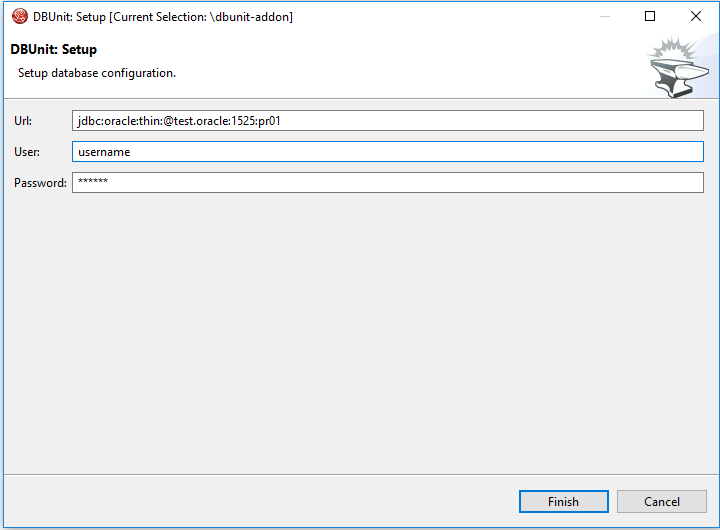 DBUnit: Setup [Current Selection: \dbunit-addon]
DBUnit: Setup
Setup database configuration.
Url: jdbc:oracle:thin:@test.oracle:1525:pr01
User: username
Password: ******
Finish Cancel